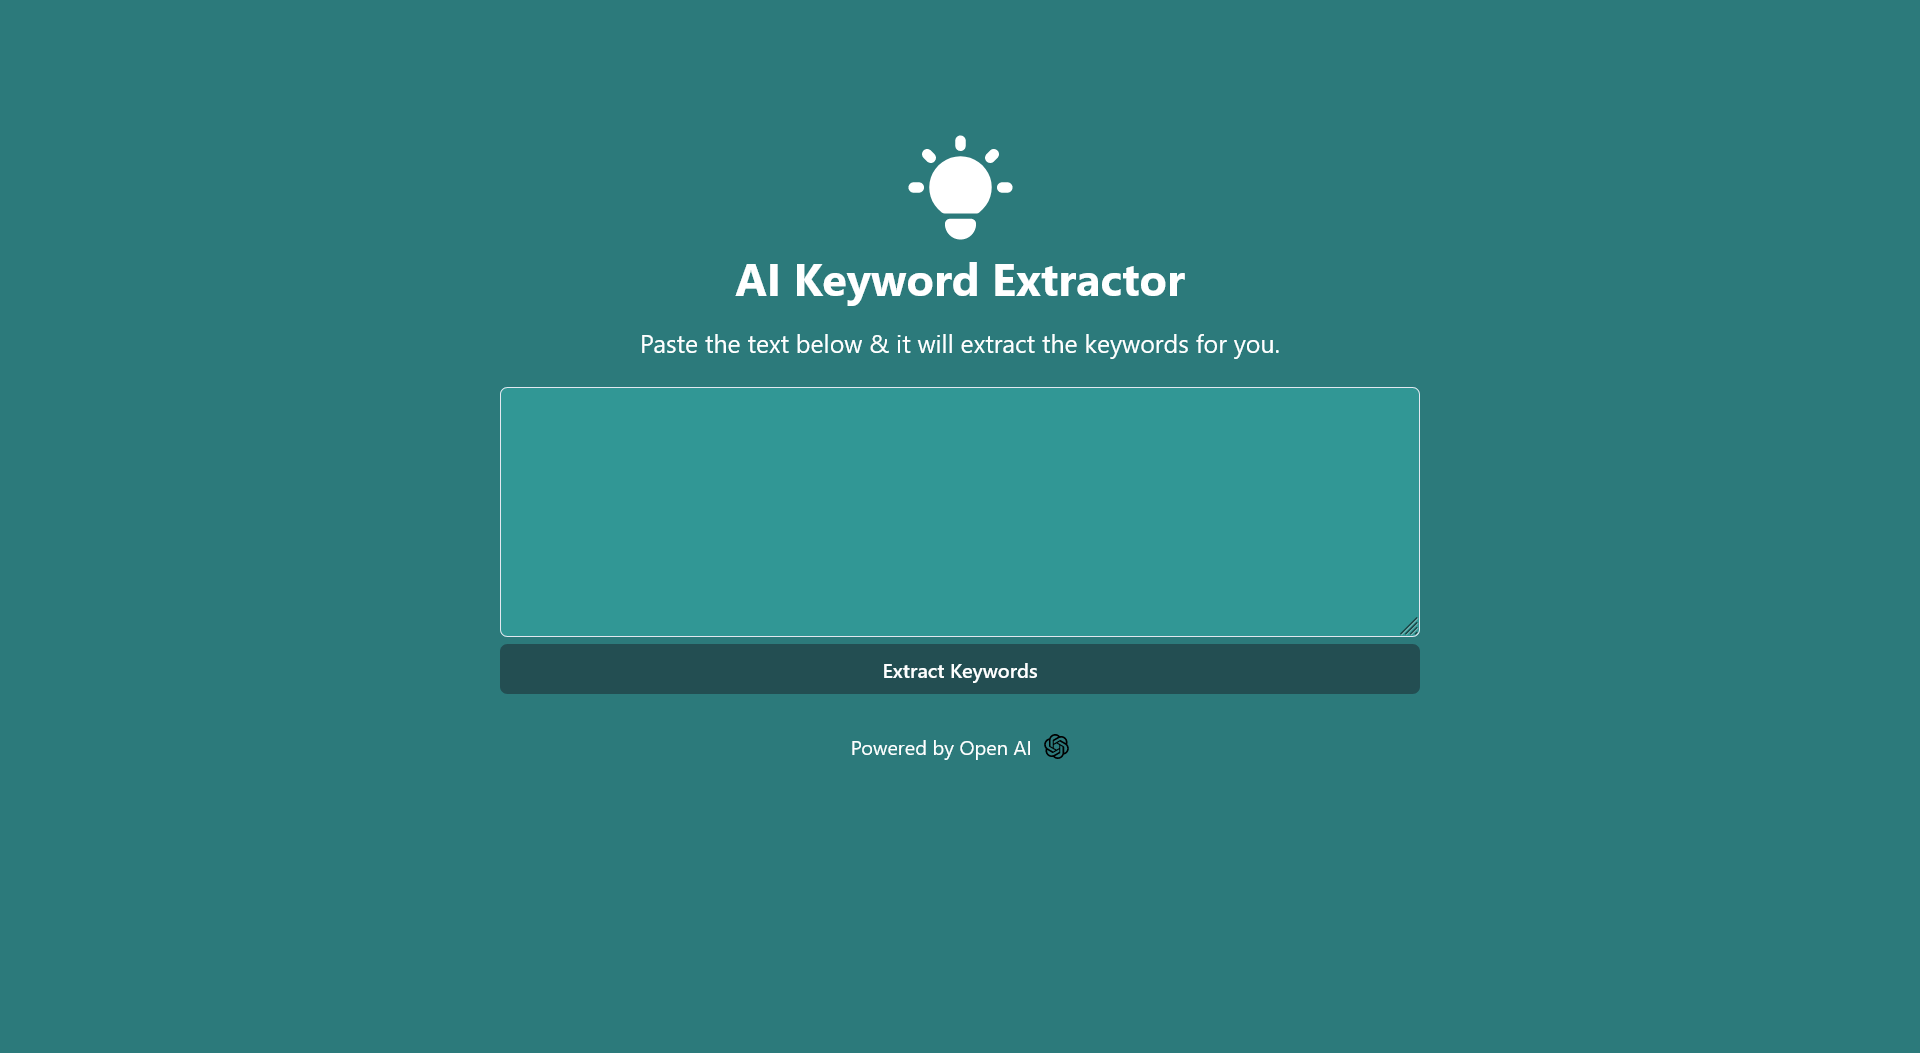 AI Keyword Extractor
Paste the text below & it will extract the keywords for you.
Extract Keywords
Powered by Open AI